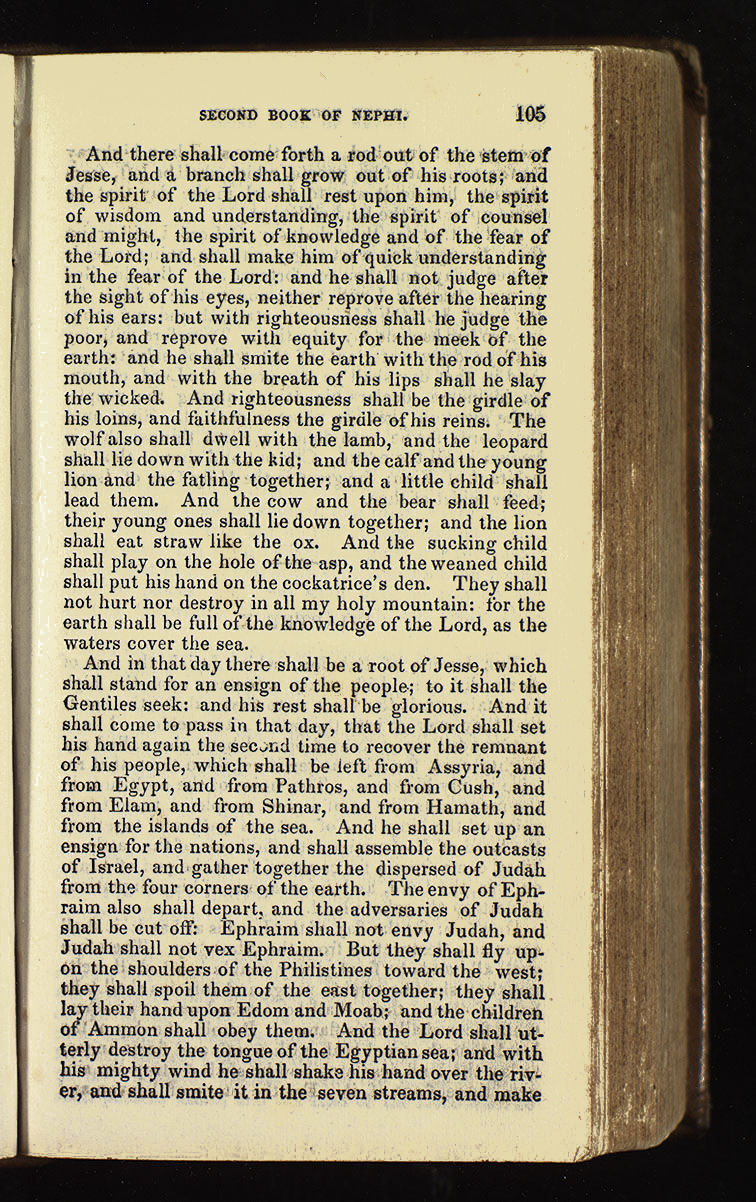 SECOND BOOK OF NEPHI. 105
And there shall come forth a rod out of the stem of
Jesse, and a branch shall grow out of his roots; and
the spirit of the Lord shall rest upon him, the spirit
of wisdom and understanding, the spirit of counsel
and might, the spirit of knowledge and of the fear of
the Lord; and shall make him of quick understanding
in the fear of the Lord: and he shall not judge after
the sight of his eyes, neither reprove after the hearing
of his ears: but with righteousness shall he judge the
poor, and reprove with equity for the meek of the
earth: and he shall smite the earth with the rod of his
mouth, and with the breath of his lips shall he slay
the wicked. And righteousness shall be the girdle of
his loins, and faithfulness the girdle of his reins. The
wolf also shall dwell with the lamb, and the leopard
shall lie down with the kid; and the calf and the young
lion and the fatling together; and a little child shall
lead them. And the cow and the bear shall feed;
their young ones shall lie down together; and the lion
shall eat straw like the ox. And the sucking child
shall play on the hole of the asp, and the weaned child
shall put his hand on the cockatrice's den. They shall
not hurt nor destroy in all my holy mountain: for the
earth shall be full of the knowledge of the Lord, as the
waters cover the sea.
And in that day there shall be a root of Jesse, which
shall stand for an ensign of the people; to it shall the
Gentiles seek: and his rest shall be glorious. And it
shall come to pass in that day, that the Lord shall set
his hand again the second time to recover the remnant
of his people, which shall be left from Assyria, and
from Egypt, and from Pathros, and from Cush, and
from Elam, and from Shinar, and from Hamath, and
from the islands of the sea. And he shall set up an
ensign for the nations, and shall assemble the outcasts
of Israel, and gather together the dispersed of Judah
from the four corners of the earth. The envy of Eph-
raim also shall depart, and the adversaries of Judah
shall be cut off: Ephraim shall not envy Judah, and
Judah shall not vex Ephraim. But they shall fly up-
on the shoulders of the Philistines toward the west;
they shall spoil them of the east together; they shall
lay their hand upon Edom and Moab; and the children
of Ammon shall obey them. And the Lord shall ut-
terly destroy the tongue of the Egyptian sea; and with
his mighty wind he shall shake his hand over the riv-
er, and shall smite it in the seven streams, and make